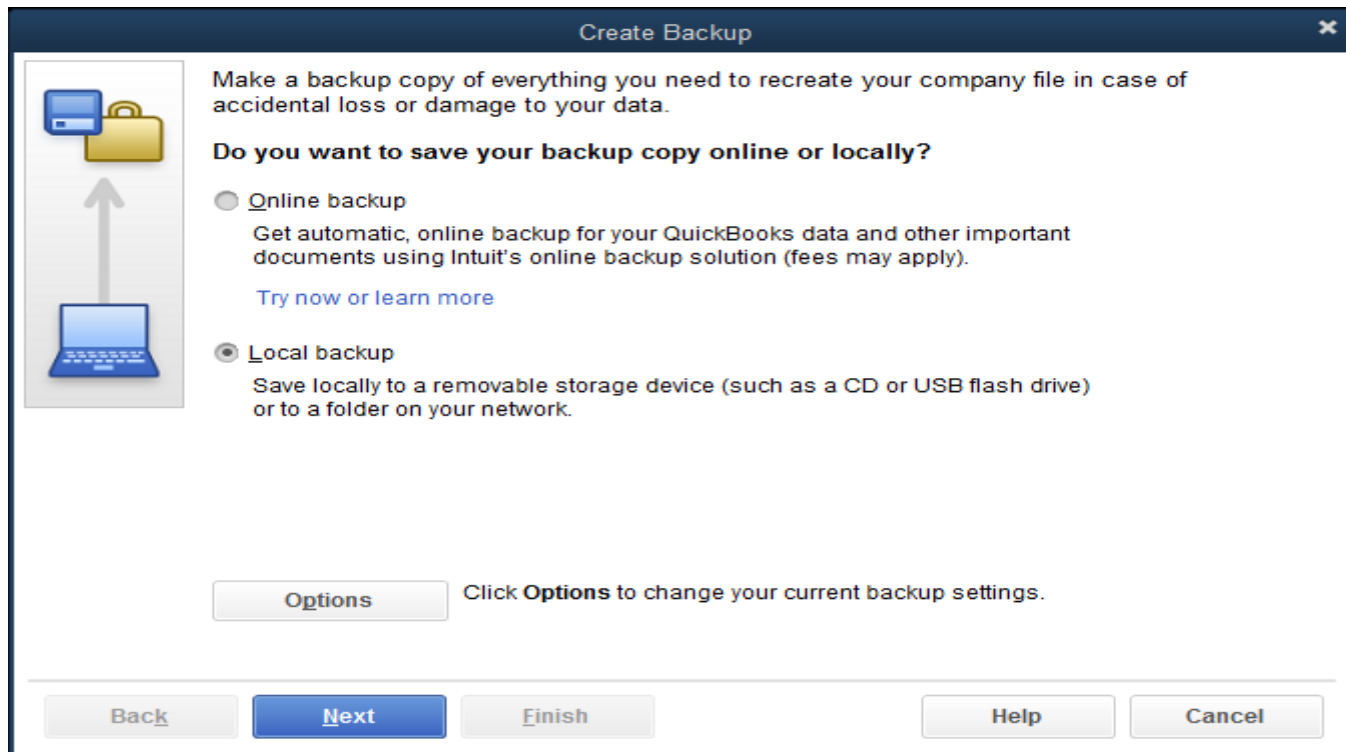 Create Backup
Make a backup copy of everything you need to recreate your company file in case of
accidental loss or damage to your data.
Do you want to save your backup copy online or locally?
Online backup
Get automatic, online backup for your QuickBooks data and other important
documents using Intuit's online backup solution (fees may apply).
Try now or learn more
Local backup
Save locally to a removable storage device (such as a CD or USB flash drive)
or to a folder on your network.
Options Click Options to change your current backup settings.
Back Next Finish Help Cancel